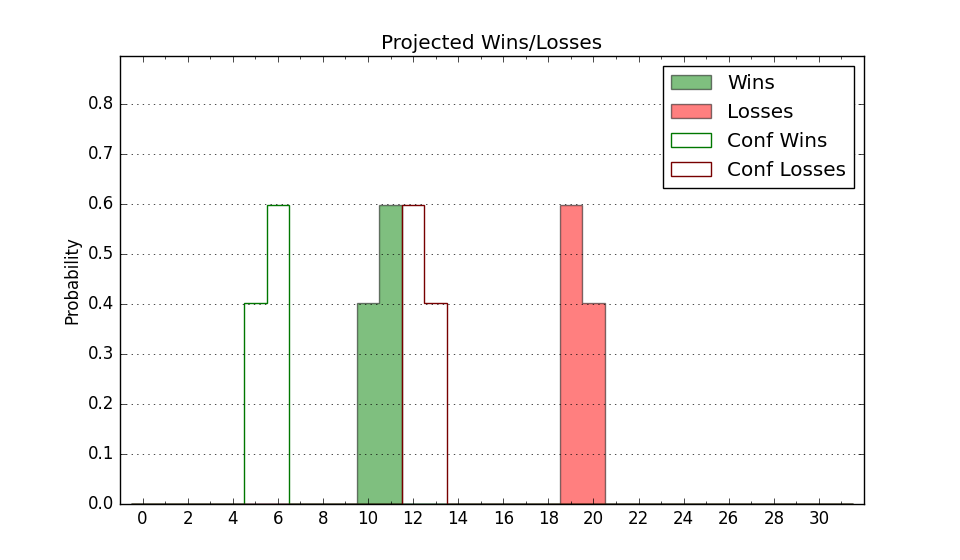 Projected Wins/Losses
Wins
Losses
Conf Wins
Conf Losses
Probability
0.8
0.7
0.6
0.5
0.4
0.3
0.2
0.1
0.0
0 2 4 6 8 10 12 14 16 18 20 22 24 26 28 30